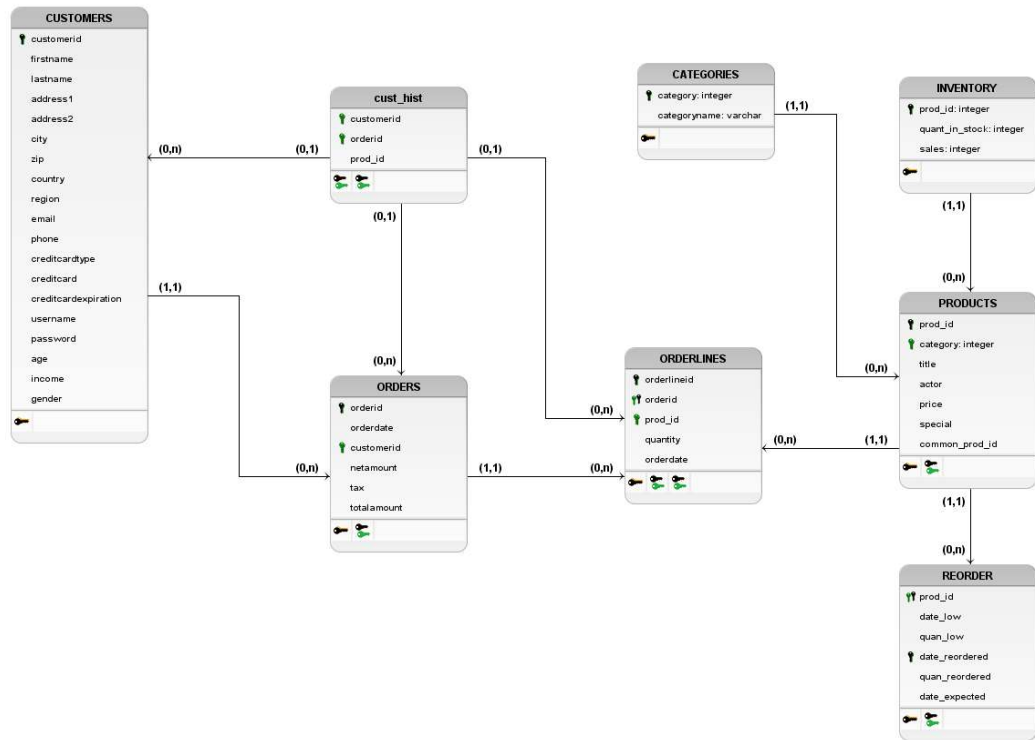 CUSTOMERS
customerid
firstname
lastname
address1
address2
city
zip
country
region
email
phone
creditcardtype
creditcard
creditcardexpiration
username
password
age
income
gender
(0,n)
(1,1)
cust_hist
customerid
orderid
prod_id
(0,1)
(0,1)
(0,1)
(0,n)
(0,n)
ORDERS
orderid
orderdate
customerid
netamount
tax
totalamount
(1,1)
CATEGORIES
category: integer
categoryname: varchar
(1,1)
(0,n)
ORDERLINES
orderlineid
orderid
prod_id
quantity
orderdate
(0,n)
(0,n)
(0,n)
(1,1)
INVENTORY
prod_id: integer
quant_in_stock: integer
sales: integer
(1,1)
(0,n)
PRODUCTS
prod_id
category: integer
title
actor
price
special
common_prod_id
(1,1)
(0,n)
REORDER
prod_id
date_low
quan_low
date_reordered
quan_reordered
date_expected